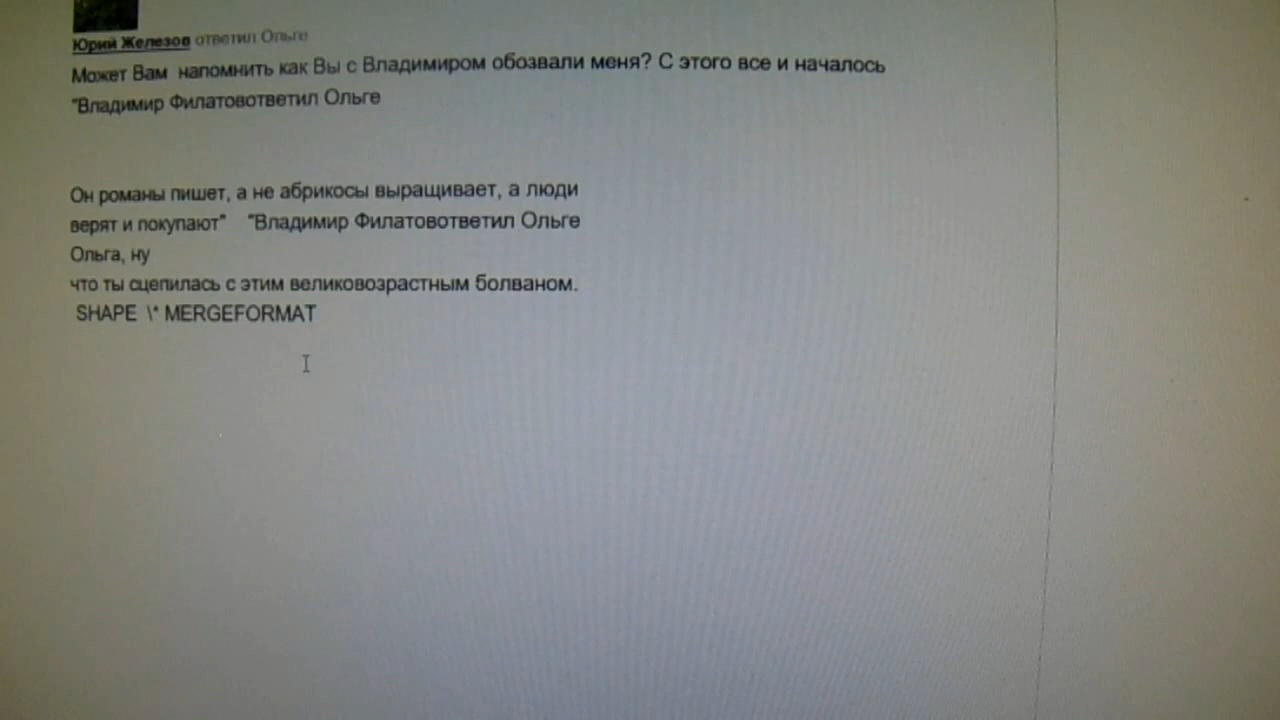 Юрий Железов ответил Ольге
Может Вам напомнить как Вы с Владимиром обозвали меня? С этого все и началось
"Владимир Филатовответил Ольге
Он романы пишет, а не абрикосы выращивает, а люди
верят и покупают" "Владимир Филатовответил Ольге
Ольга, ну
что ты сцепилась с этим великовозрастным болваном.
SHAPE \* MERGEFORMAT